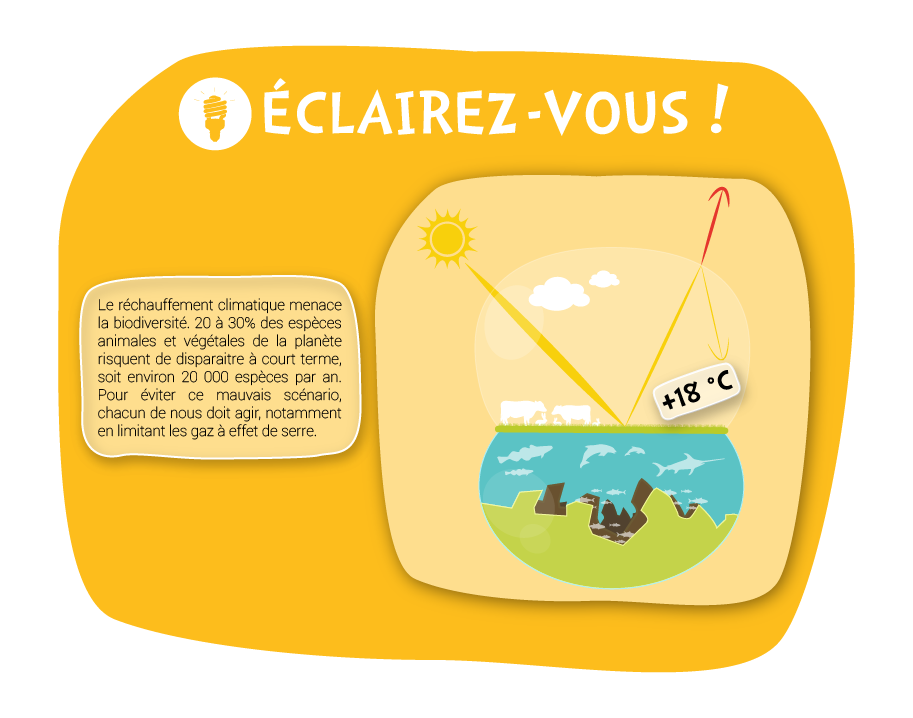 ÉCLAIREZ-VOUS !
Le réchauffement climatique menace
la biodiversité. 20 à 30% des espèces
animales et végétales de la planète
risquent de disparaitre à court terme,
soit environ 20 000 espèces par an.
Pour éviter ce mauvais scénario,
chacun de nous doit agir, notamment
en limitant les gaz à effet de serre.
+18 °C